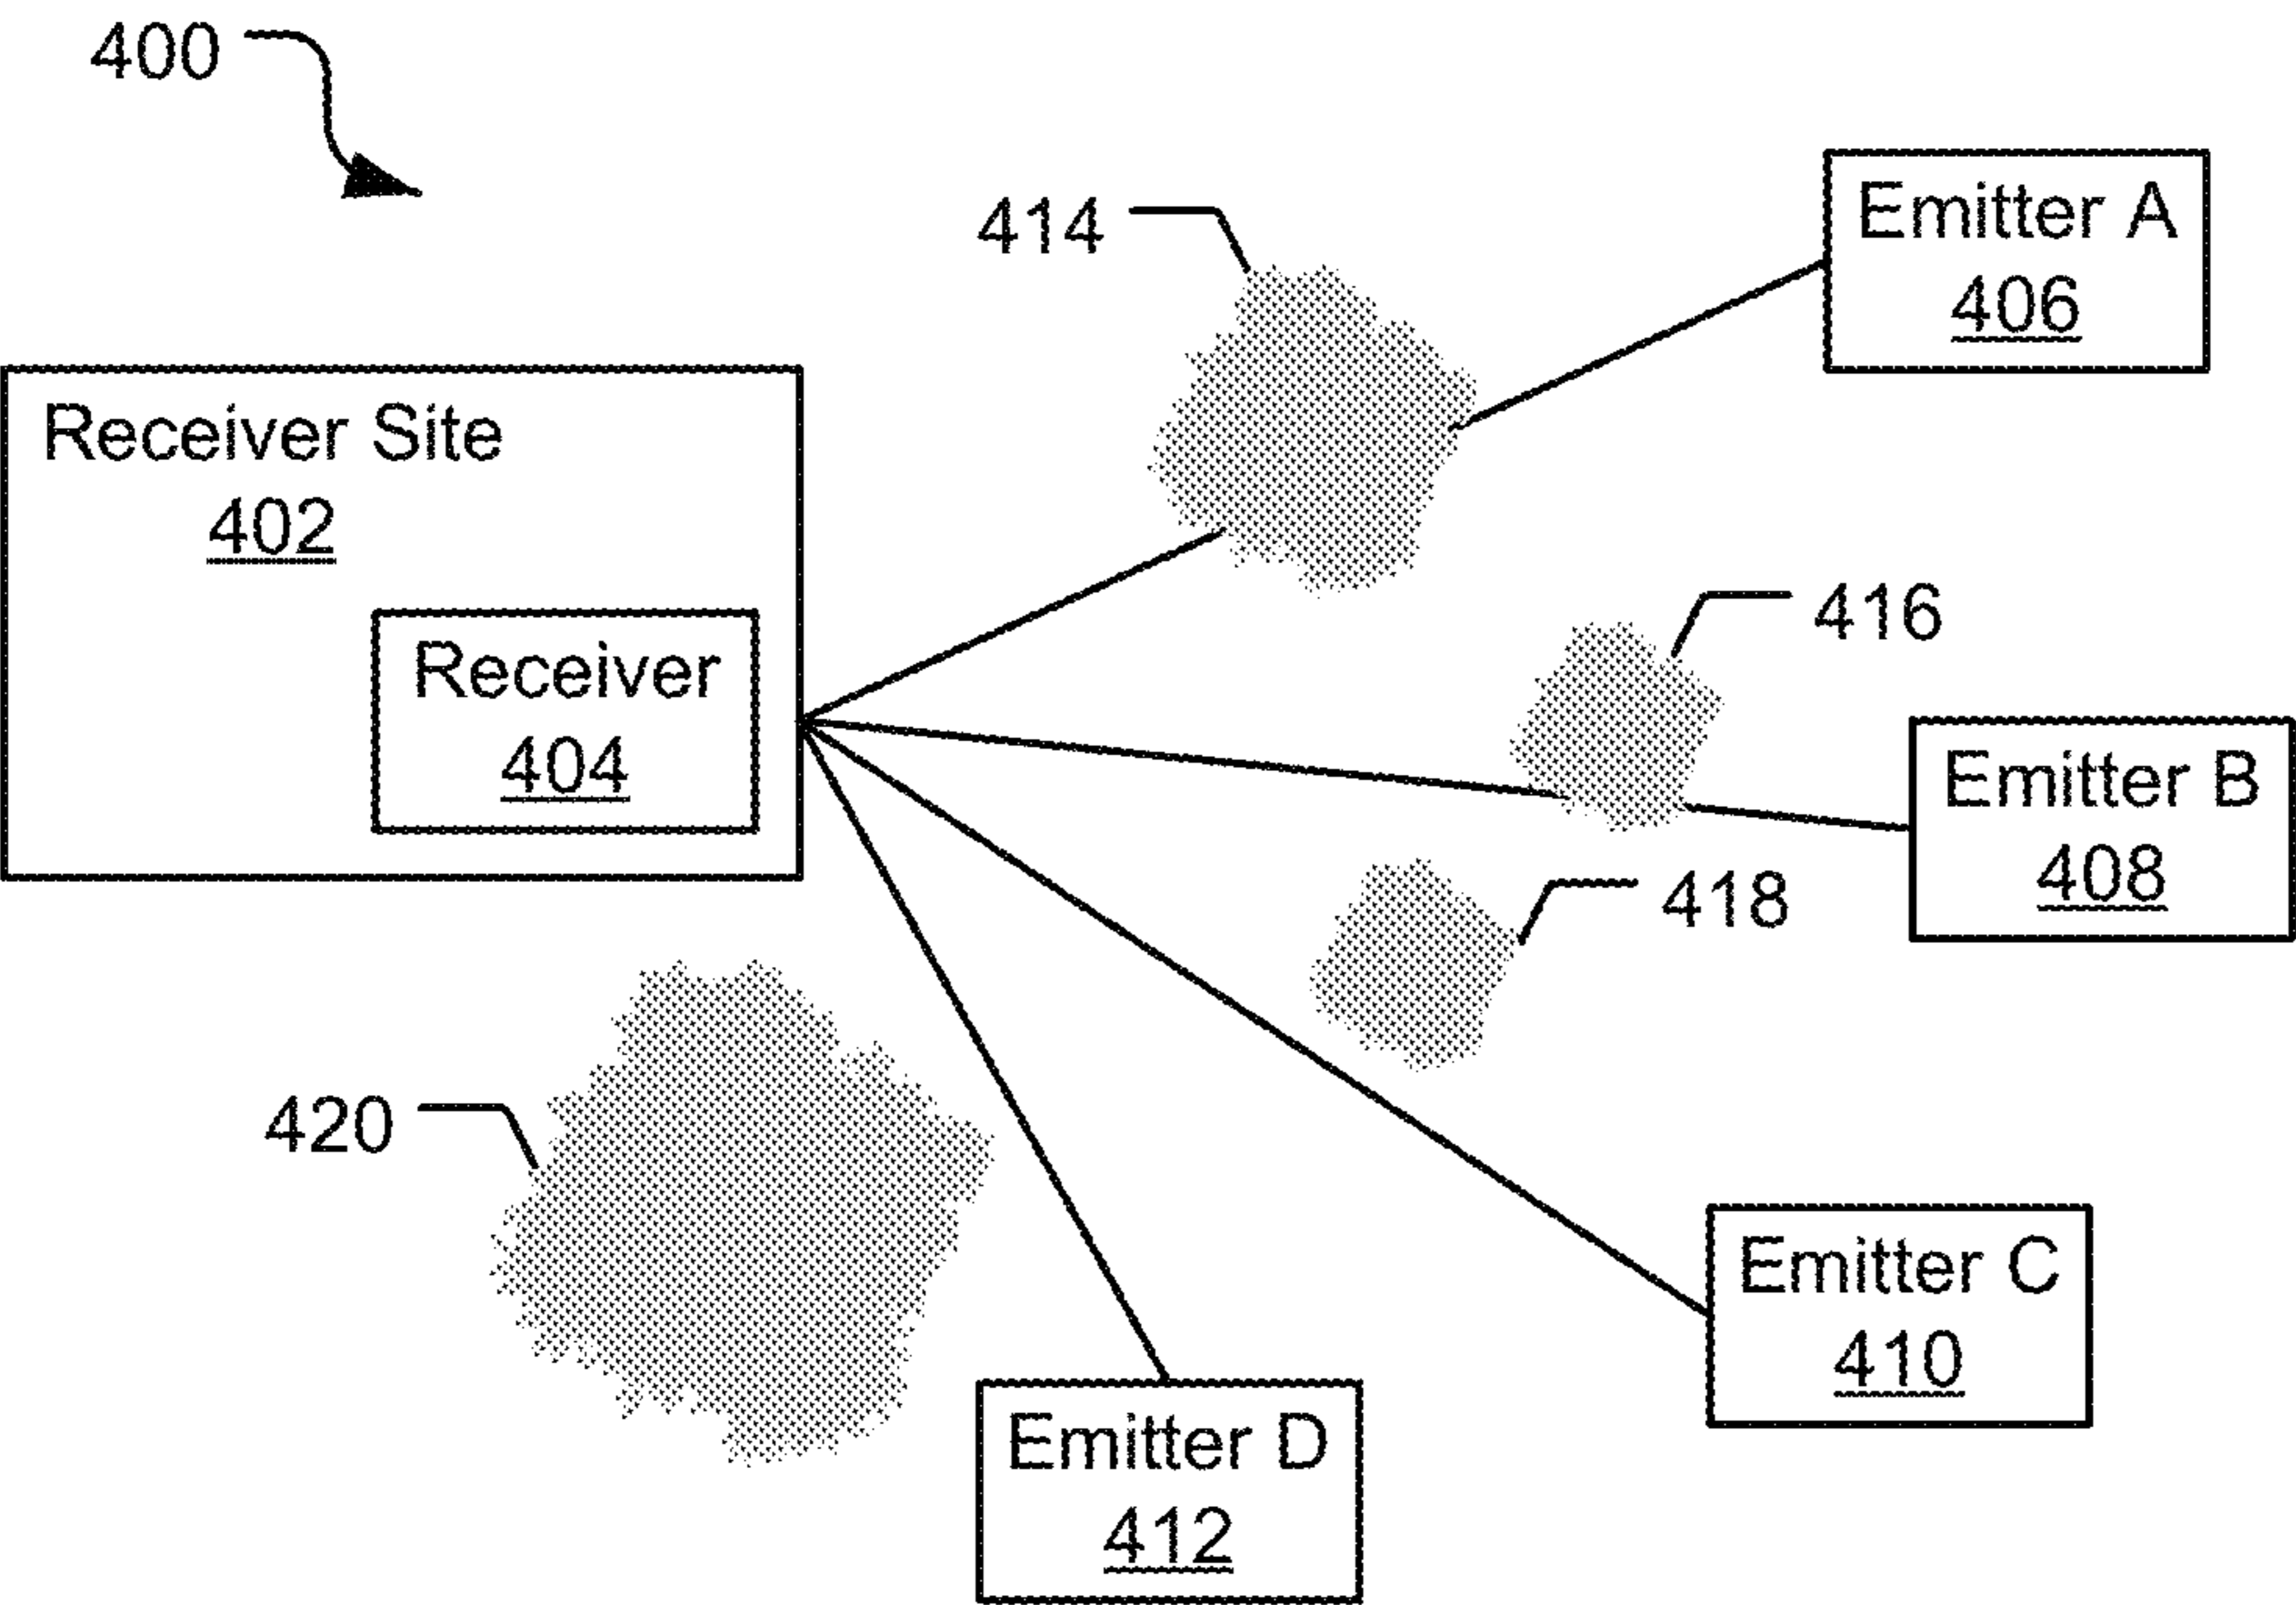 400
414
Emitter A
406
Receiver Site
402
Receiver
404
416
Emitter B
408
418
420
Emitter C
410
Emitter D
412